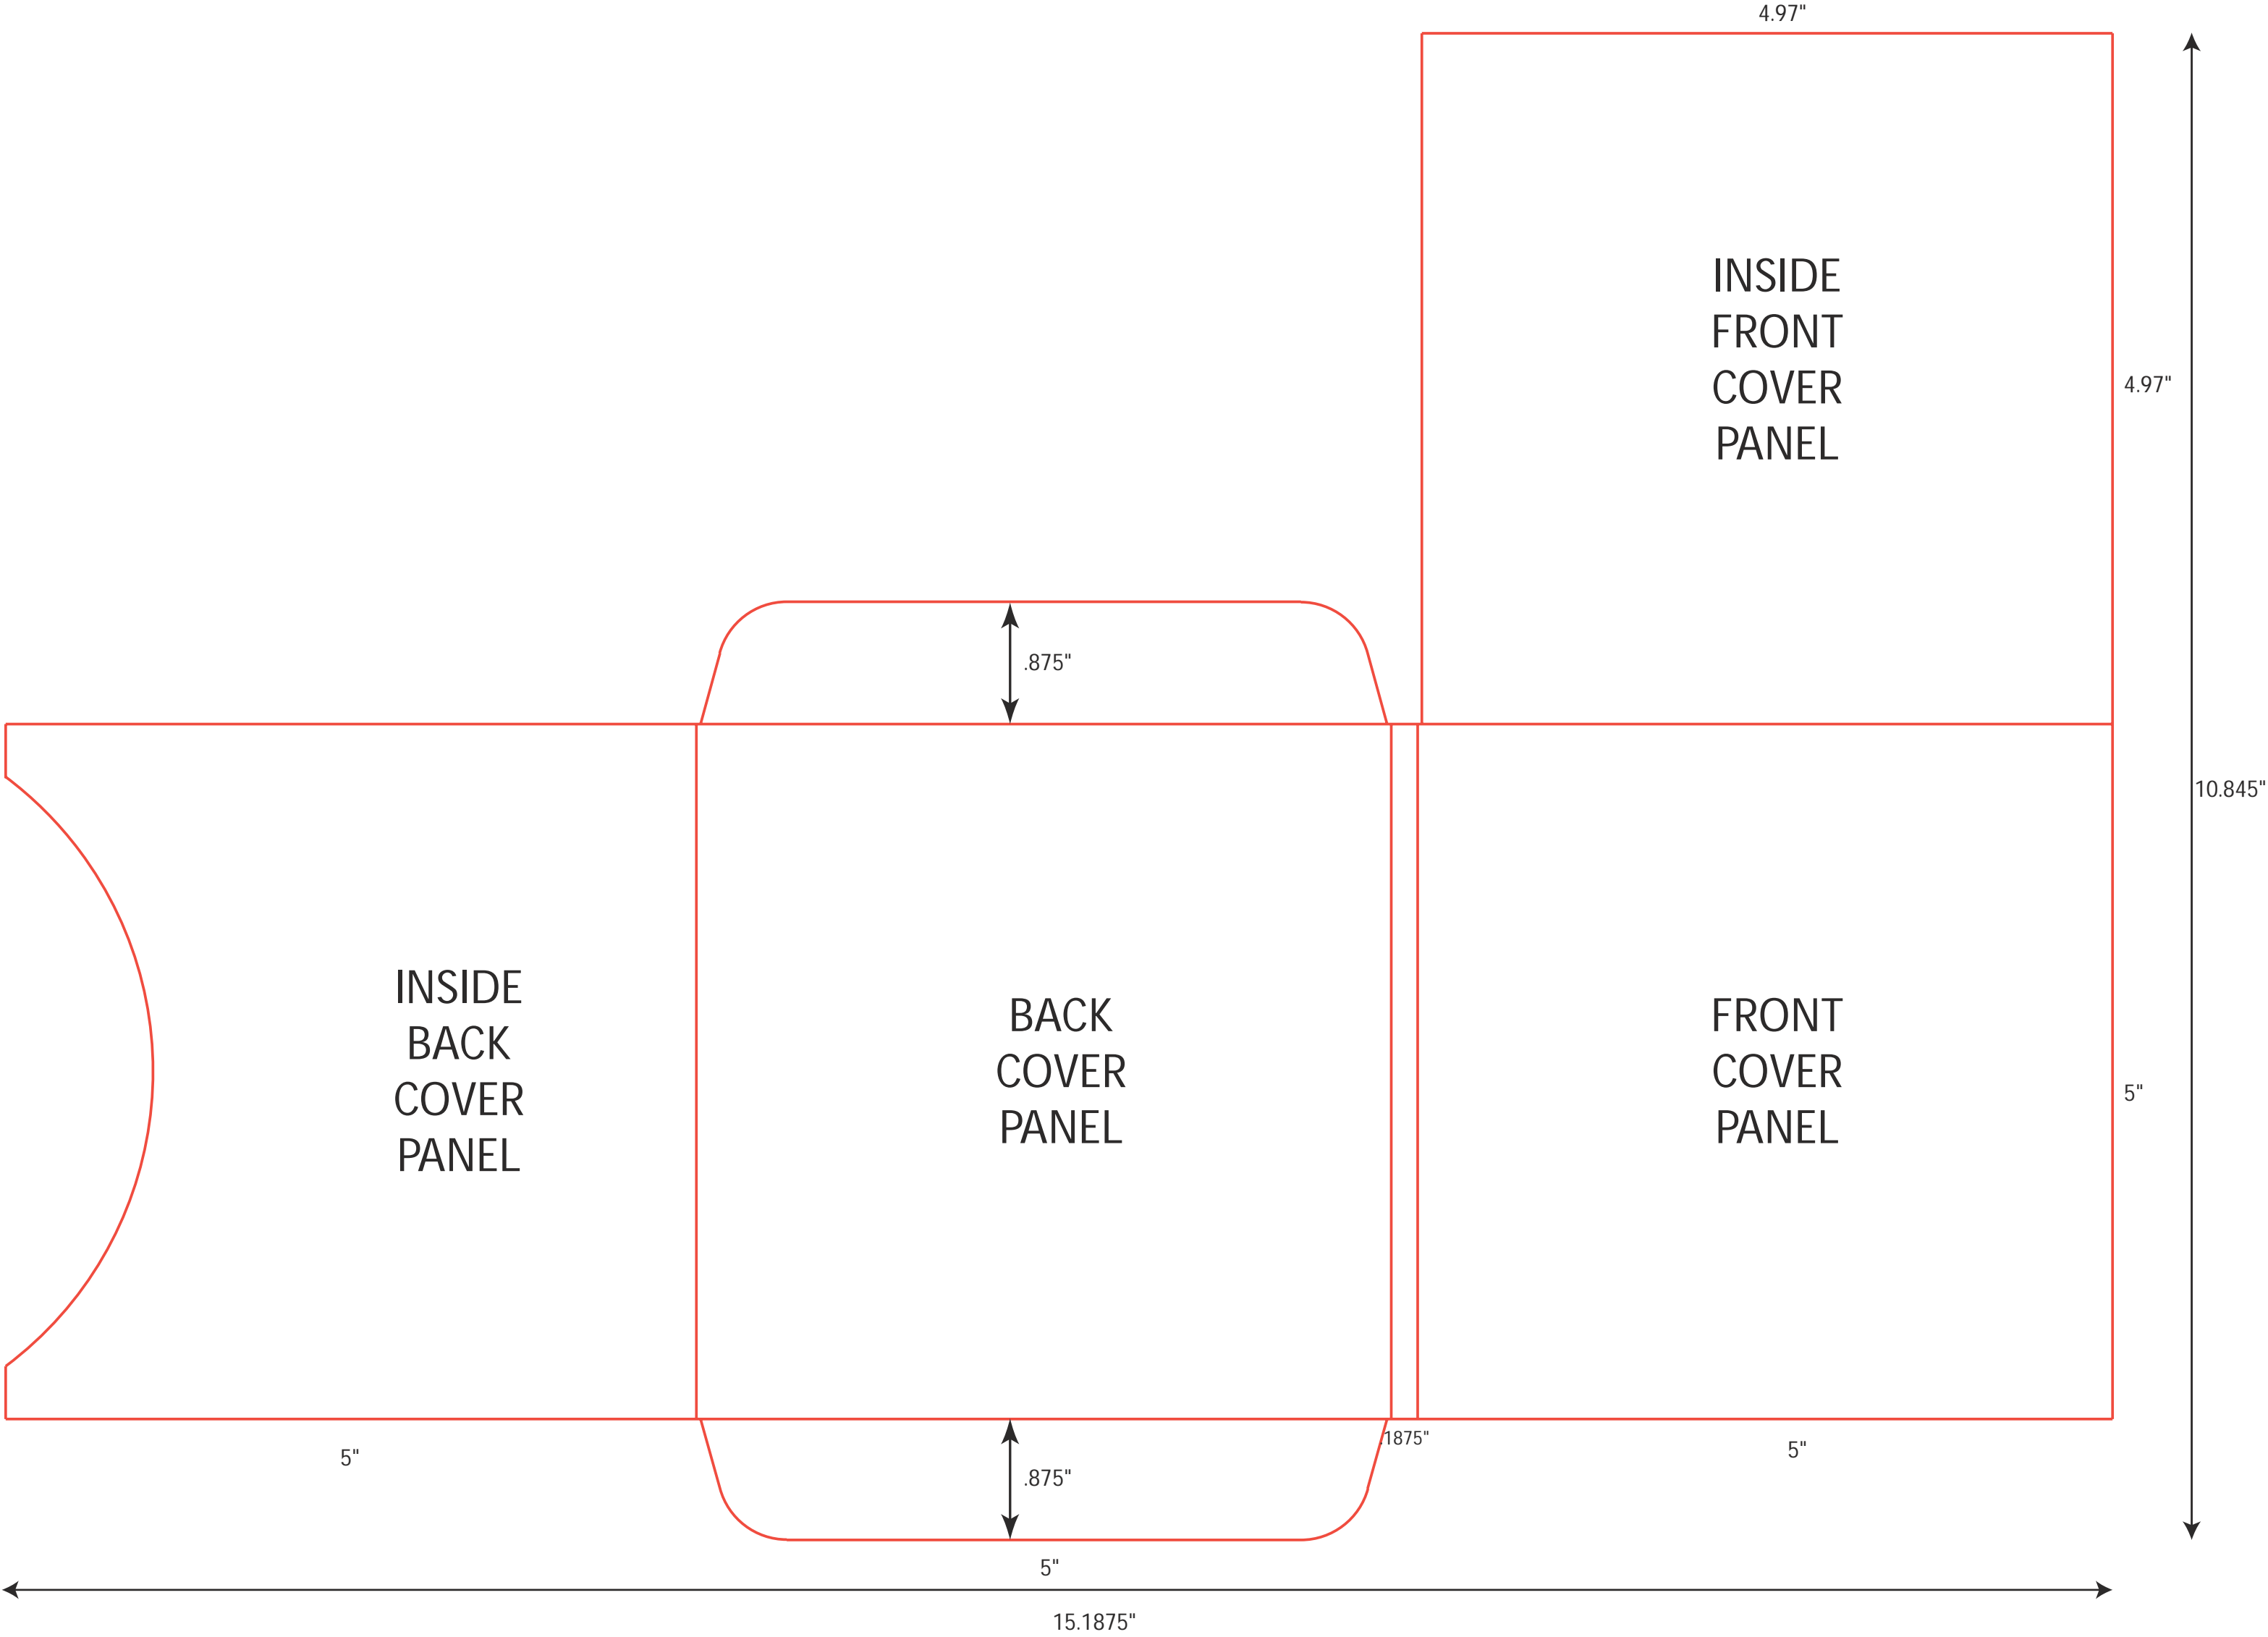 4.97"
INSIDE
FRONT
COVER
PANEL
4.97"
.875"
10.845"
INSIDE
BACK
COVER
PANEL
BACK
COVER
PANEL
FRONT
COVER
PANEL
5"
5"
.875"
.1875"
5"
5"
15.1875"